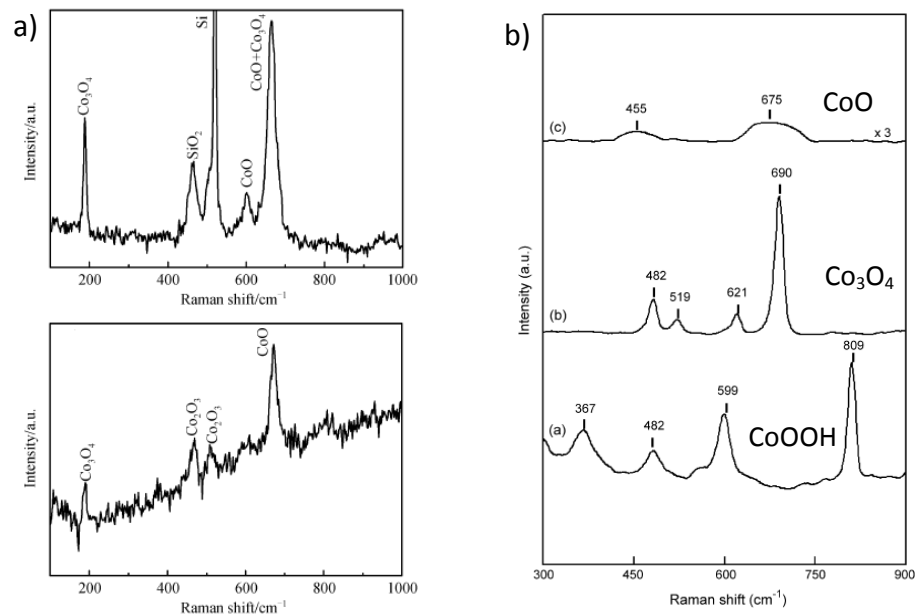 a)
Intensity/a.u.
Co₃O₄
SiO₂
Si
CoO
CoO+Co₃O₄
200 400 600 800 1000
Raman shift/cm⁻¹
Intensity/a.u.
Co₃O₄
Co₂O₃
Co₂O₃
CoO
200 400 600 800 1000
Raman shift/cm⁻¹
b)
Intensity (a.u.)
CoO
455
675
(c)
x 3
690
Co₃O₄
482
519
621
(b)
809
599
367
482
(a)
CoOOH
300 450 600 750 900
Raman shift (cm⁻¹)